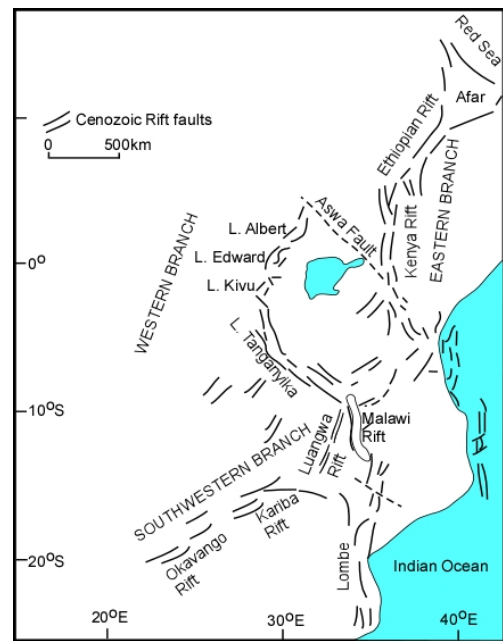 Red Sea
Afar
Ethiopian Rift
Cenozoic Rift faults
0 500km
EASTERN BRANCH
Kenya Rift
Aswa Fault
WESTERN BRANCH
L. Albert
L. Edward
0°
L. Kivu
L. Tanganyika
10°S
Malawi
Rift
Luangwa
Rift
SOUTHWESTERN BRANCH
Kariba
Rift
Okavango
Rift
20°S
Lombe
Indian Ocean
20°E 30°E 40°E